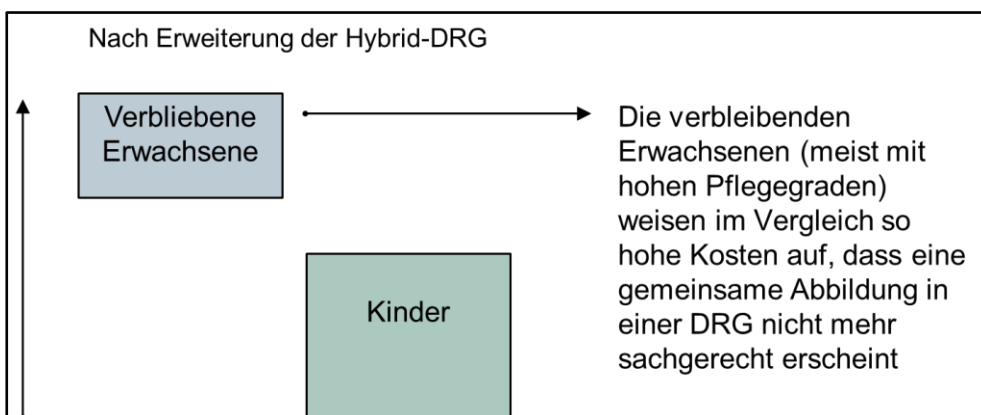 Nach Erweiterung der Hybrid-DRG
Verbliebene
Erwachsene
Die verbleibenden
Erwachsenen (meist mit
hohen Pflegegraden)
weisen im Vergleich so
hohe Kosten auf, dass eine
gemeinsame Abbildung in
einer DRG nicht mehr
sachgerecht erscheint
Kinder